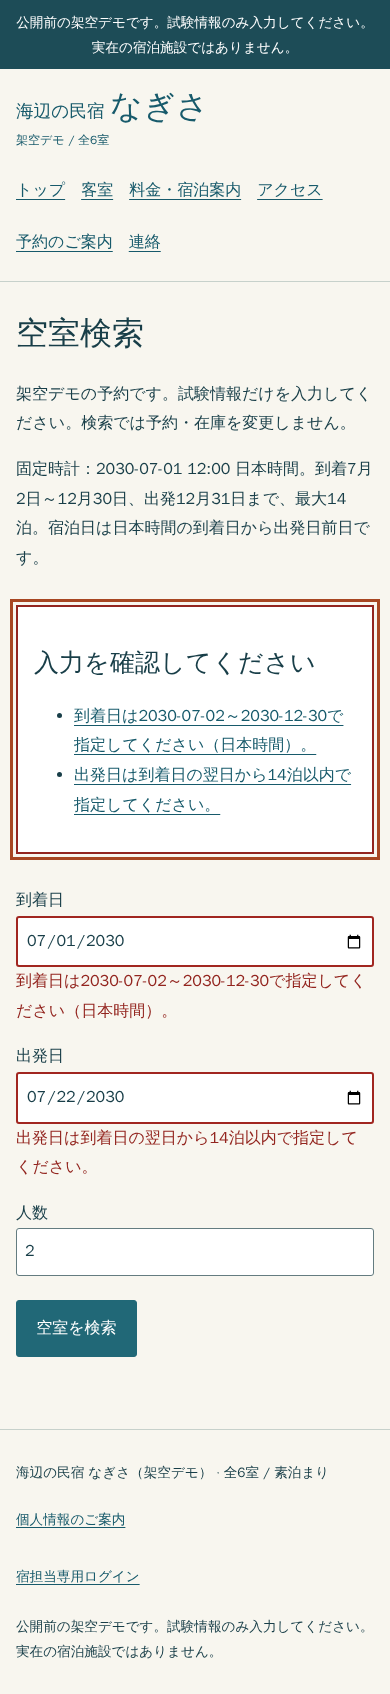 公開前の架空デモです。試験情報のみ入力してください。
実在の宿泊施設ではありません。
海辺の民宿 なぎさ
架空デモ / 全6室
トップ 客室 料金・宿泊案内 アクセス
予約のご案内 連絡
空室検索
架空デモの予約です。試験情報だけを入力してく
ださい。検索では予約・在庫を変更しません。
固定時計：2030-07-01 12:00 日本時間。到着7月
2日～12月30日、出発12月31日まで、最大14
泊。宿泊日は日本時間の到着日から出発日前日で
す。
入力を確認してください
到着日は2030-07-02～2030-12-30で
指定してください（日本時間）。
出発日は到着日の翌日から14泊以内で
指定してください。
到着日
07/01/2030
到着日は2030-07-02～2030-12-30で指定してく
ださい（日本時間）。
出発日
07/22/2030
出発日は到着日の翌日から14泊以内で指定して
ください。
人数
2
空室を検索
海辺の民宿 なぎさ（架空デモ） · 全6室 / 素泊まり
個人情報のご案内
宿担当専用ログイン
公開前の架空デモです。試験情報のみ入力してください。
実在の宿泊施設ではありません。